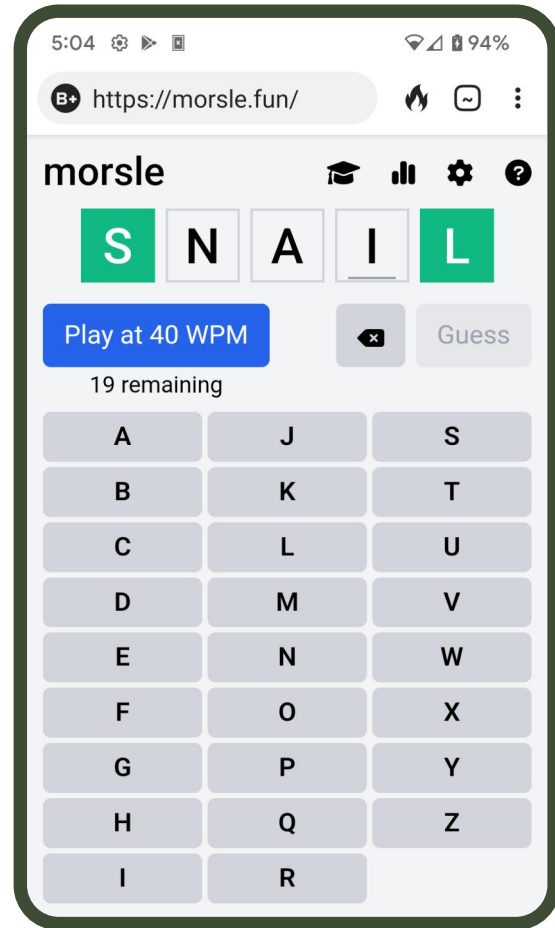 5:04 94%
B+ https://morsle.fun/
morsle
S N A I L
Play at 40 WPM Guess
19 remaining
A J S
B K T
C L U
D M V
E N W
F O X
G P Y
H Q Z
I R